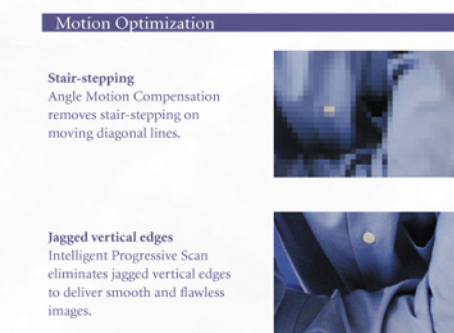 Motion Optimization
Stair-stepping
Angle Motion Compensation
removes stair-stepping on
moving diagonal lines.
Jagged vertical edges
Intelligent Progressive Scan
eliminates jagged vertical edges
to deliver smooth and flawless
images.